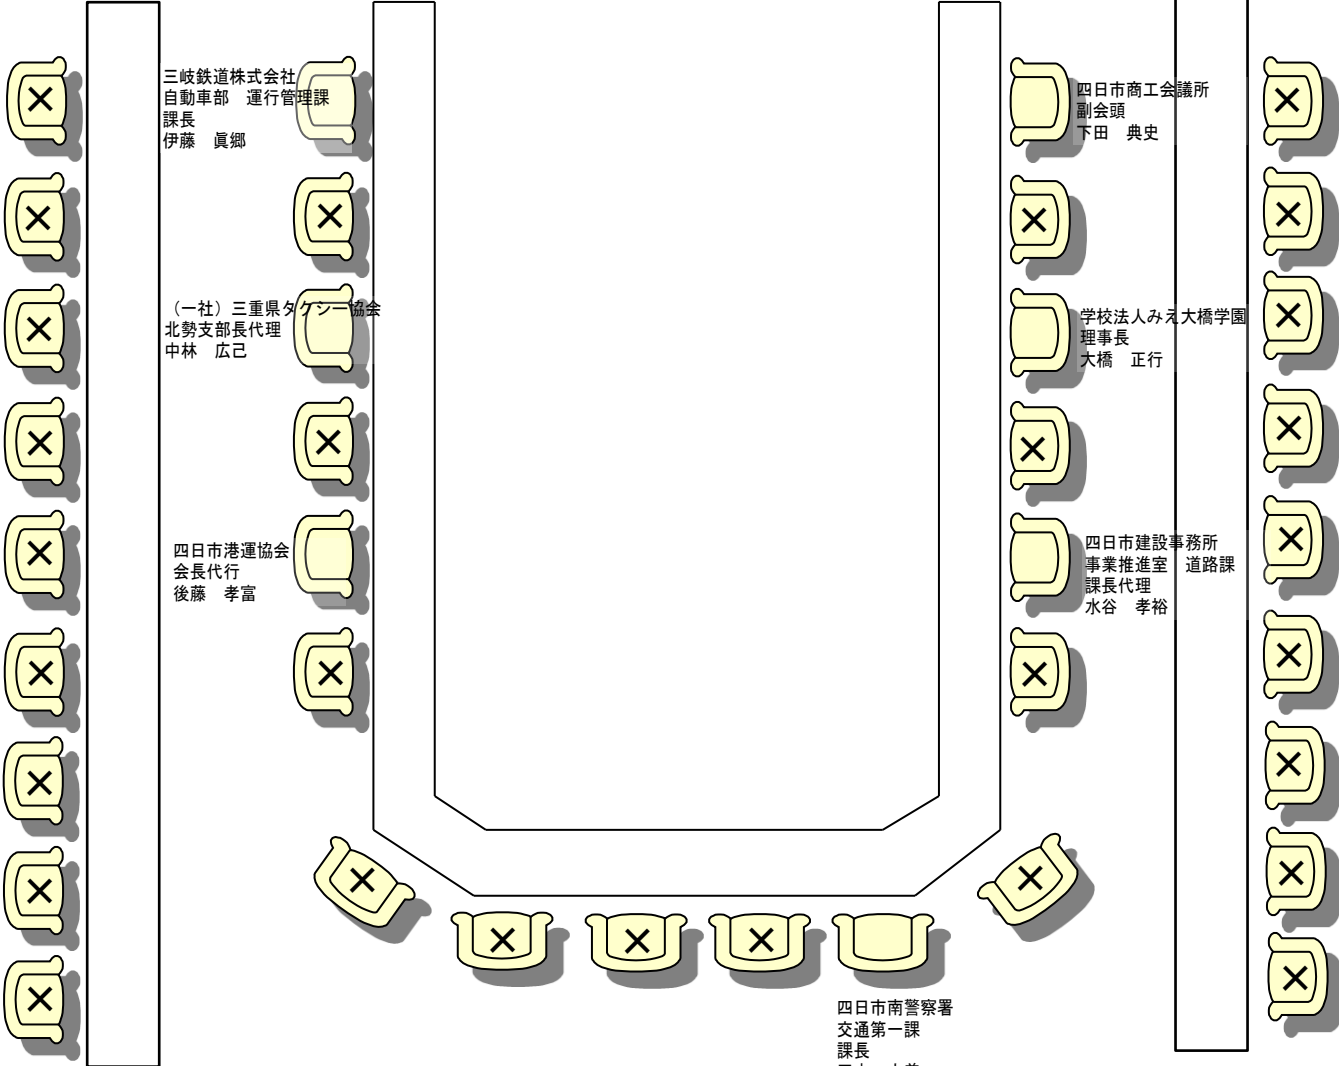 三岐鉄道株式会社
自動車部　運行管理課
課長
伊藤　眞郷
四日市商工会議所
副会頭
下田　典史
（一社）三重県タクシー協会
北勢支部長代理
中林　広己
学校法人みえ大橋学園
理事長
大橋　正行
四日市港運協会
会長代行
後藤　孝富
四日市建設事務所
事業推進室　道路課
課長代理
水谷　孝裕
四日市南警察署
交通第一課
課長